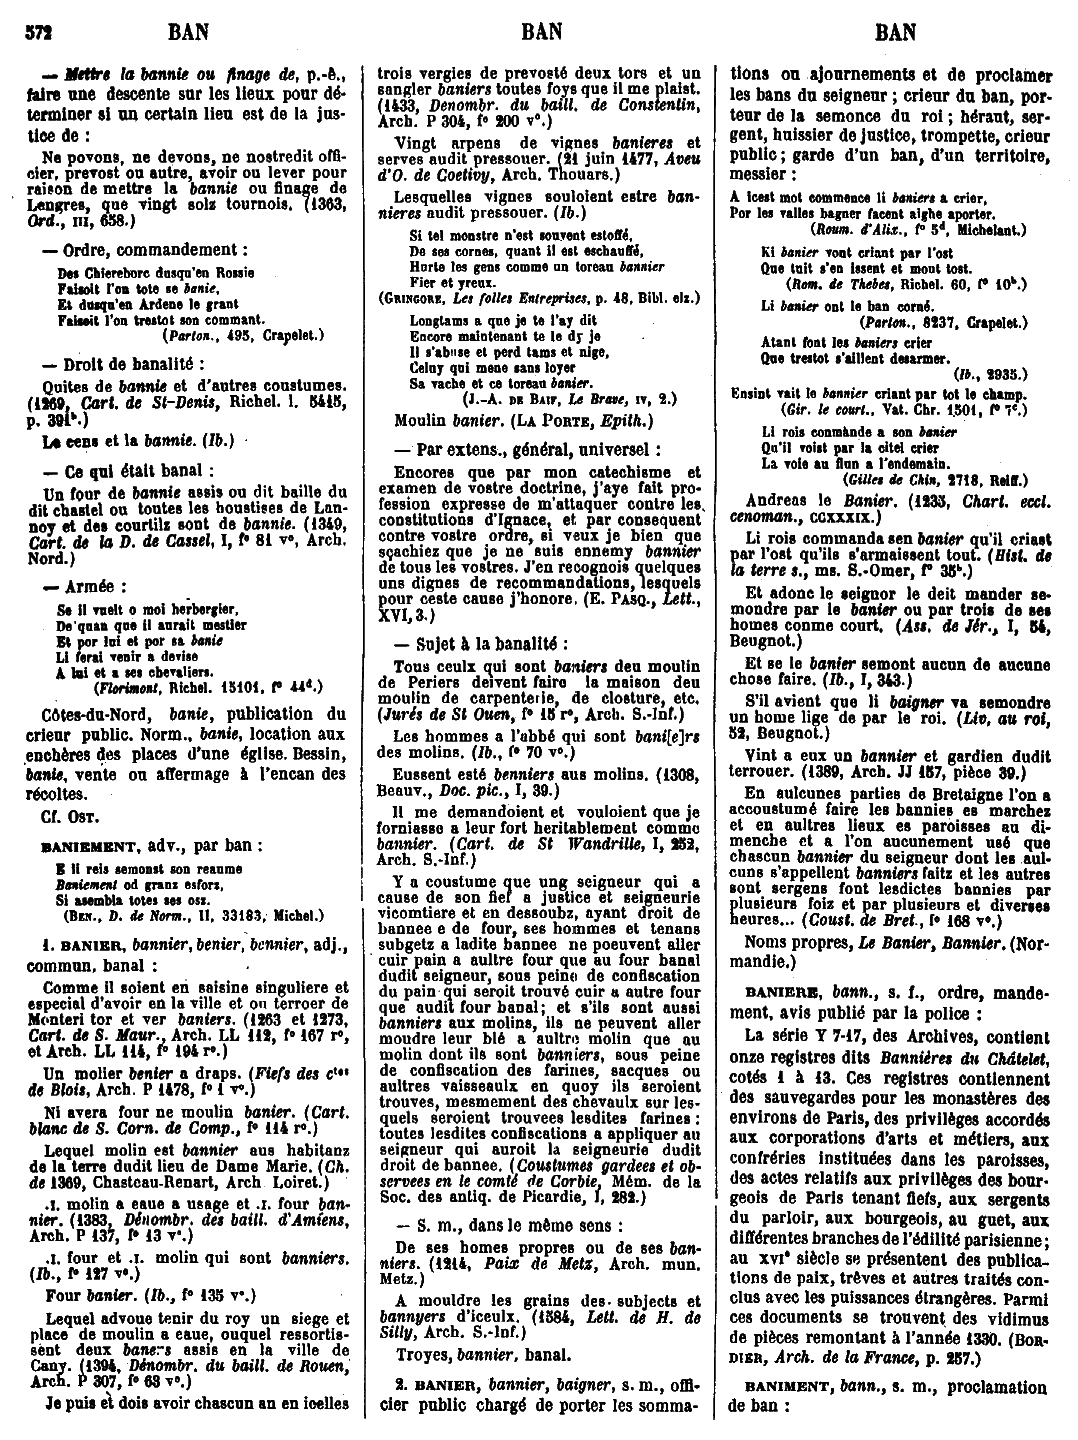 572 BAN BAN BAN
— Mettre la bannie ou finage de, p.-ê.,
faire une descente sur les lieux pour dé-
terminer si un certain lieu est de la jus-
tice de :
Ne povons, ne devons, ne nostredit offi-
cier, prevost ou autre, avoir ou lever pour
raison de mettre la bannie ou finage de
Lengres, que vingt solz tournois. (1363,
Ord., III, 658.)
— Ordre, commandement :
Des Chierebore dusqu'en Rossie
Faisoit l'on tote se banie,
Et dusqu'en Ardene le grant
Faisoit l'on trestot son commant.
(Parton., 495, Crapelet.)
— Droit de banalité :
Quites de bannie et d'autres coustumes.
(1269, Cart. de St-Denis, Richel. l. 5415,
p. 391ᵇ.)
Le cens et la bannie. (Ib.)
— Ce qui était banal :
Un four de bannie assis ou dit baille du
dit chastel ou toutes les houstises de Lan-
noy et des courtils sont de bannie. (1349,
Cart. de la D. de Cassel, I, f° 81 v°, Arch.
Nord.)
— Armée :
Se il vuelt o moi herbergier,
De quan que il aurait mestier
Et por lui et por sa banie
Li ferai venir a devise
A lui et a ses chevaliers.
(Florimont, Richel. 15101, f° 44ᵈ.)
Côtes-du-Nord, banie, publication du
crieur public. Norm., banie, location aux
enchères des places d'une église. Bessin,
banie, vente ou affermage à l'encan des
récoltes.
Cf. OST.
BANIEMENT, adv., par ban :
E li reis semonst son reaume
Baniement od granz esforz,
Si asembla totes ses osz.
(BEN., D. de Norm., II, 33183, Michel.)
1. BANIER, bannier, benier, bennier, adj.,
commun, banal :
Comme il soient en saisine singuliere et
especial d'avoir en la ville et ou terroer de
Monteri tor et ver baniers. (1263 et 1273,
Cart. de S. Maur., Arch. LL 112, f° 167 r°,
et Arch. LL 114, f° 194 r°.)
Un molier benier a draps. (Fiefs des cᵗᵉˢ
de Blois, Arch. P 1478, f° 1 v°.)
Ni avera four ne moulin banier. (Cart.
blanc de S. Corn. de Comp., f° 114 r°.)
Lequel molin est bannier aus habitanz
de la terre dudit lieu de Dame Marie. (Ch.
de 1369, Chasteau-Renart, Arch Loiret.)
.I. molin a eaue a usage et .I. four ban-
nier. (1383, Dénombr. des baill. d'Amiens,
Arch. P 137, f° 13 v°.)
.I. four et .I. molin qui sont banniers.
(Ib., f° 127 v°.)
Four banier. (Ib., f° 135 v°.)
Lequel advoue tenir du roy un siege et
place de moulin a eaue, ouquel ressortis-
sent deux baners assis en la ville de
Cany. (1394, Dénombr. du baill. de Rouen,
Arch. P 307, f° 63 v°.)
Je puis et dois avoir chascun an en icelles
trois vergies de prevosté deux tors et un
sangler baniers toutes foys que il me plaist.
(1433, Denombr. du baill. de Constentin,
Arch. P 304, f° 200 v°.)
Vingt arpens de vignes banieres et
serves audit pressouer. (21 juin 1477, Aveu
d'O. de Coetivy, Arch. Thouars.)
Lesquelles vignes souloient estre ban-
nieres audit pressouer. (Ib.)
Si tel monstre n'est souvent estoffé,
De ses cornes, quant il est eschauffé,
Hurte les gens comme un toreau bannier
Fier et yreux.
(GRINGORE, Les folles Entreprises, p. 48, Bibl. elz.)
Longtams a que je te l'ay dit
Encore maintenant te le dy je
Il s'abuse et perd tams et nige,
Celuy qui mene sans loyer
Sa vache et ce toreau banier.
(J.-A. DE BAIF, Le Brave, IV, 2.)
Moulin banier. (LA PORTE, Epith.)
— Par extens., général, universel :
Encores que par mon catechisme et
examen de vostre doctrine, j'aye fait pro-
fession expresse de m'attaquer contre les
constitutions d'Ignace, et par consequent
contre vostre ordre, si veux je bien que
sçachiez que je ne suis ennemy bannier
de tous les vostres. J'en recognois quelques
uns dignes de recommandations, lesquels
pour ceste cause j'honore. (E. PASQ., Lett.,
XVI, 3.)
— Sujet à la banalité :
Tous ceulx qui sont baniers deu moulin
de Periers deivent faire la maison deu
moulin de carpenterie, de closture, etc.
(Jurés de St Ouen, f° 15 r°, Arch. S.-Inf.)
Les hommes a l'abbé qui sont bani[e]rs
des molins. (Ib., f° 70 v°.)
Eussent esté benniers aus molins. (1308,
Beauv., Doc. pic., I, 39.)
Il me demandoient et vouloient que je
forniasse a leur fort heritablement comme
bannier. (Cart. de St Wandrille, I, 252,
Arch. S.-Inf.)
Y a coustume que ung seigneur qui a
cause de son fief a justice et seigneurie
vicomtiere et en dessoubz, ayant droit de
bannee e de four, ses hommes et tenans
subgetz a ladite bannee ne poeuvent aller
cuir pain a aultre four que au four banal
dudit seigneur, sous peine de confiscation
du pain qui seroit trouvé cuir a autre four
que audit four banal; et s'ils sont aussi
banniers aux molins, ils ne peuvent aller
moudre leur blé a aultre molin que au
molin dont ils sont banniers, sous peine
de confiscation des farines, sacques ou
aultres vaisseaulx en quoy ils seroient
trouves, mesmement des chevaulx sur les-
quels seroient trouvees lesdites farines :
toutes lesdites confiscations a appliquer au
seigneur qui auroit la seigneurie dudit
droit de bannee. (Coustumes gardees et ob-
servees en le comté de Corbie, Mém. de la
Soc. des antiq. de Picardie, I, 282.)
— S. m., dans le même sens :
De ses homes propres ou de ses ban-
niers. (1214, Paix de Metz, Arch. mun.
Metz.)
A mouldre les grains des subjects et
bannyers d'iceulx. (1584, Lett. de H. de
Silly, Arch. S.-Inf.)
Troyes, bannier, banal.
2. BANIER, bannier, baigner, s. m., offi-
cier public chargé de porter les somma-
tions ou ajournements et de proclamer
les bans du seigneur ; crieur du ban, por-
teur de la semonce du roi ; hérant, ser-
gent, huissier de justice, trompette, crieur
public ; garde d'un ban, d'un territoire,
messier :
A icest mot commence li baniers a crier,
Por les valles bagner facent aighe aporter.
(Roum. d'Alix., f° 5ᵈ, Michelant.)
Ki banier vont criant par l'ost
Que tuit s'en issent et mont tost.
(Rom. de Thebes, Richel. 60, f° 10ᵇ.)
Li banier ont le ban corné.
(Parton., 8237, Crapelet.)
Atant font les baniers crier
Que trestot s'aillent desarmer.
(Ib., 2935.)
Ensint vait le bannier criant par tot le champ.
(Gir. le court., Vat. Chr. 1501, f° 7ᶜ.)
Li rois conmande a son banier
Qu'il voist par la citel crier
La voie au flun a l'endemain.
(Gilles de Chin, 2718, Reiff.)
Andreas le Banier. (1235, Chart. eccl.
cenoman., CCXXXIX.)
Li rois commanda sen banier qu'il criast
par l'ost qu'ils s'armaissent tout. (Hist. de
la terre s., ms. S.-Omer, f° 35ᵇ.)
Et adonc le seignor le deit mander se-
mondre par le banier ou par trois de ses
homes conme court. (Ass. de Jér., I, 54,
Beugnot.)
Et se le banier semont aucun de aucune
chose faire. (Ib., I, 343.)
S'il avient que li baigner va semondre
un home lige de par le roi. (Liv. au roi,
52, Beugnot.)
Vint a eux un bannier et gardien dudit
terrouer. (1389, Arch. JJ 157, pièce 39.)
En aulcunes parties de Bretaigne l'on a
accoustumé faire les bannies es marchez
et en aultres lieux es paroisses au di-
menche et a l'on aucunement usé que
chascun bannier du seigneur dont les aul-
cuns s'appellent banniers faitz et les autres
sont sergens font lesdictes bannies par
plusieurs foiz et par plusieurs et diverses
heures... (Coust. de Bret., f° 168 v°.)
Noms propres, Le Banier, Bannier. (Nor-
mandie.)
BANIERE, bann., s. f., ordre, mande-
ment, avis publié par la police :
La série Y 7-17, des Archives, contient
onze registres dits Bannières du Châtelet,
cotés 1 à 13. Ces registres contiennent
des sauvegardes pour les monastères des
environs de Paris, des privilèges accordés
aux corporations d'arts et métiers, aux
confréries instituées dans les paroisses,
des actes relatifs aux privilèges des bour-
geois de Paris tenant fiefs, aux sergents
du parloir, aux bourgeois, au guet, aux
différentes branches de l'édilité parisienne ;
au XVIᵉ siècle se présentent des publica-
tions de paix, trêves et autres traités con-
clus avec les puissances étrangères. Parmi
ces documents se trouvent des vidimus
de pièces remontant à l'année 1330. (BOR-
DIER, Arch. de la France, p. 257.)
BANIMENT, bann., s. m., proclamation
de ban :